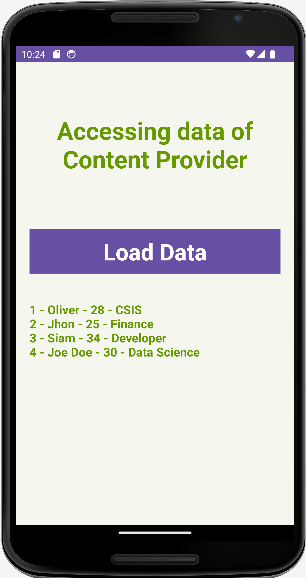 10:24
Accessing data of
Content Provider
Load Data
1 - Oliver - 28 - CSIS
2 - Jhon - 25 - Finance
3 - Siam - 34 - Developer
4 - Joe Doe - 30 - Data Science